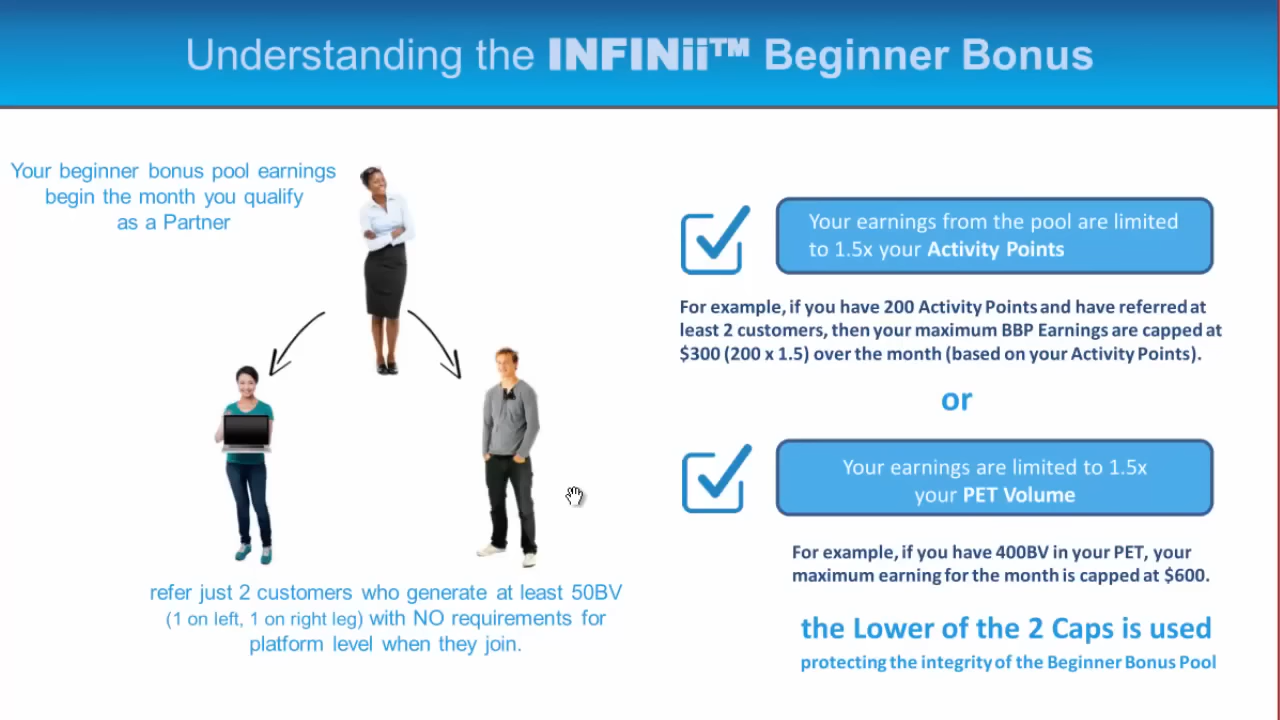 Understanding the INFINii™ Beginner Bonus
Your beginner bonus pool earnings
begin the month you qualify
as a Partner
refer just 2 customers who generate at least 50BV
(1 on left, 1 on right leg) with NO requirements for
platform level when they join.
Your earnings from the pool are limited
to 1.5x your Activity Points
For example, if you have 200 Activity Points and have referred at
least 2 customers, then your maximum BBP Earnings are capped at
$300 (200 x 1.5) over the month (based on your Activity Points).
or
Your earnings are limited to 1.5x
your PET Volume
For example, if you have 400BV in your PET, your
maximum earning for the month is capped at $600.
the Lower of the 2 Caps is used
protecting the integrity of the Beginner Bonus Pool